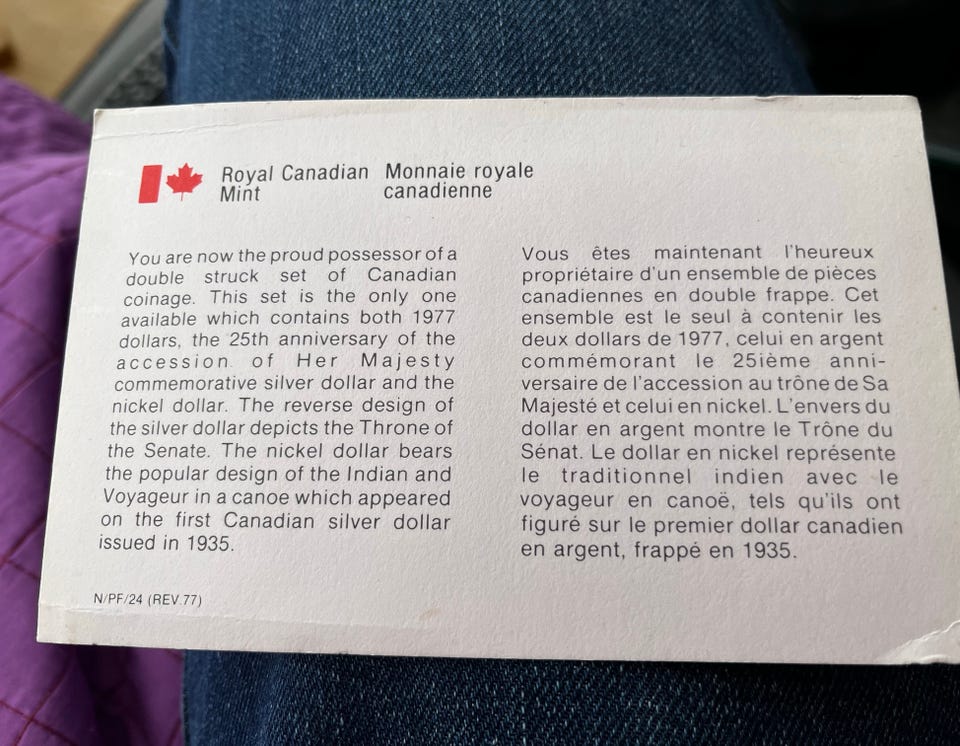 Royal Canadian
Mint
Monnaie royale
canadienne
You are now the proud possessor of a
double struck set of Canadian
coinage. This set is the only one
available which contains both 1977
dollars, the 25th anniversary of the
accession of Her Majesty
commemorative silver dollar and the
nickel dollar. The reverse design of
the silver dollar depicts the Throne of
the Senate. The nickel dollar bears
the popular design of the Indian and
Voyageur in a canoe which appeared
on the first Canadian silver dollar
issued in 1935.
N/PF/24 (REV.77)
Vous êtes maintenant l'heureux
propriétaire d'un ensemble de pièces
canadiennes en double frappe. Cet
ensemble est le seul à contenir les
deux dollars de 1977, celui en argent
commémorant le 25ième anni-
versaire de l'accession au trône de Sa
Majesté et celui en nickel. L'envers du
dollar en argent montre le Trône du
Sénat. Le dollar en nickel représente
le traditionnel indien avec le
voyageur en canoë, tels qu'ils ont
figuré sur le premier dollar canadien
en argent, frappé en 1935.